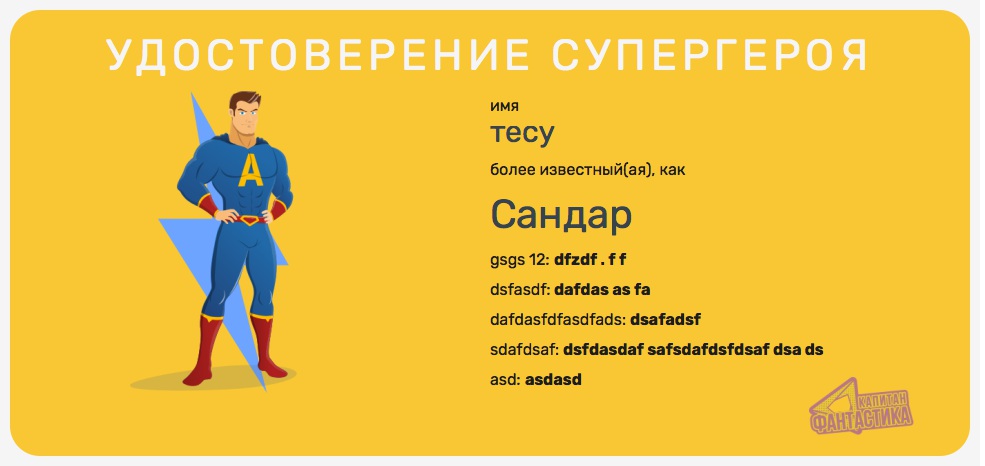 УДОСТОВЕРЕНИЕ СУПЕРГЕРОЯ
имя
тесу
более известный(ая), как
Сандар
gsgs 12: dfzdf . f f
dsfasdf: dafdas as fa
dafdasfdfasdfads: dsafadsf
sdafdsaf: dsfdasdaf safsdafdsfdsaf dsa ds
asd: asdasd
A
КАПИТАН
ФАНТАСТИКА